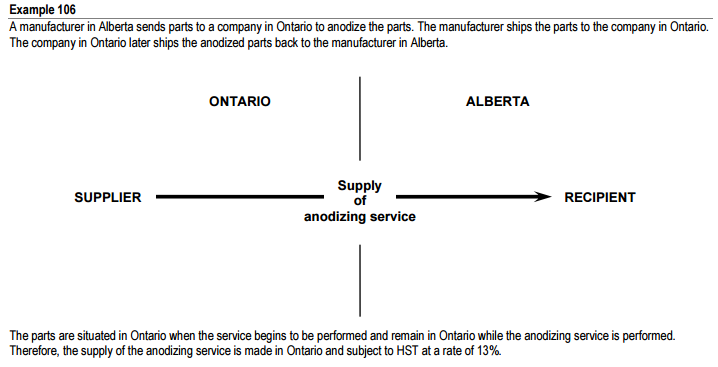 Example 106
A manufacturer in Alberta sends parts to a company in Ontario to anodize the parts. The manufacturer ships the parts to the company in Ontario.
The company in Ontario later ships the anodized parts back to the manufacturer in Alberta.
ONTARIO
ALBERTA
SUPPLIER
Supply
of
anodizing service
RECIPIENT
The parts are situated in Ontario when the service begins to be performed and remain in Ontario while the anodizing service is performed.
Therefore, the supply of the anodizing service is made in Ontario and subject to HST at a rate of 13%.